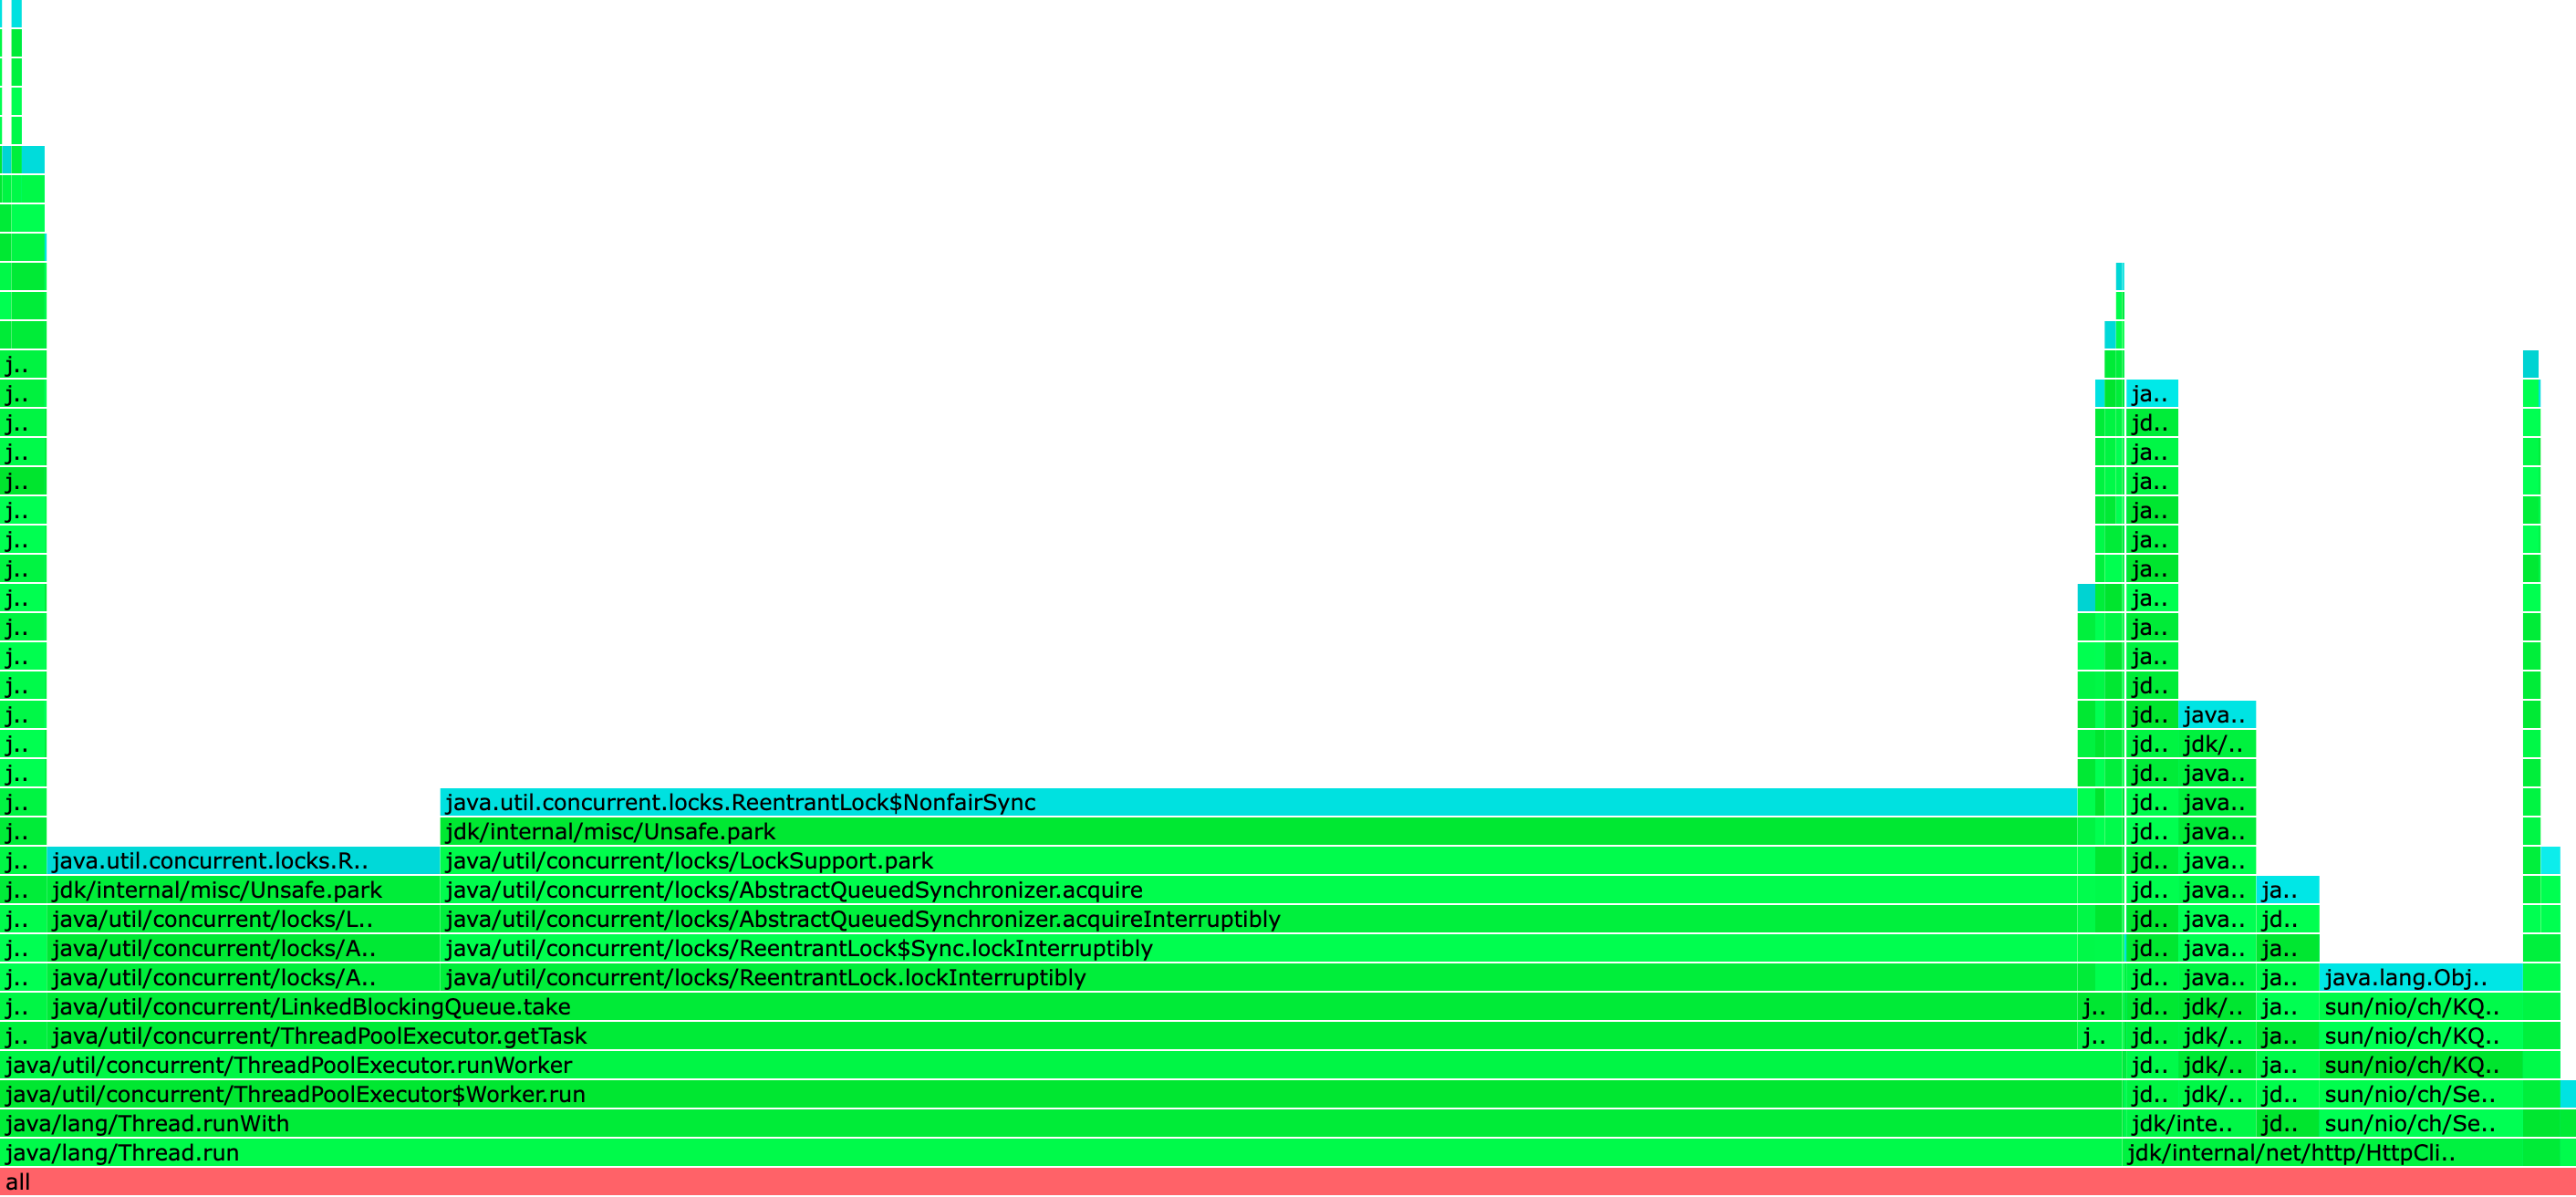 j..
j.. ja..
j.. jd..
j.. ja..
j.. ja..
j.. ja..
j.. ja..
j.. ja..
j.. ja..
j.. ja..
j.. ja..
j.. jd..
j.. jd.. java..
j.. jd.. jdk/..
j.. jd.. java..
j.. java.util.concurrent.locks.ReentrantLock$NonfairSync jd.. java..
j.. jdk/internal/misc/Unsafe.park jd.. java..
j.. java.util.concurrent.locks.R.. java/util/concurrent/locks/LockSupport.park jd.. java..
j.. jdk/internal/misc/Unsafe.park java/util/concurrent/locks/AbstractQueuedSynchronizer.acquire jd.. java.. ja..
j.. java/util/concurrent/locks/L.. java/util/concurrent/locks/AbstractQueuedSynchronizer.acquireInterruptibly jd.. java.. jd..
j.. java/util/concurrent/locks/A.. java/util/concurrent/locks/ReentrantLock$Sync.lockInterruptibly jd.. java.. ja..
j.. java/util/concurrent/locks/A.. java/util/concurrent/locks/ReentrantLock.lockInterruptibly jd.. java.. ja.. java.lang.Obj..
j.. java/util/concurrent/LinkedBlockingQueue.take j.. jd.. jdk/.. ja.. sun/nio/ch/KQ..
j.. java/util/concurrent/ThreadPoolExecutor.getTask j.. jd.. jdk/.. ja.. sun/nio/ch/KQ..
java/util/concurrent/ThreadPoolExecutor.runWorker jd.. jdk/.. ja.. sun/nio/ch/KQ..
java/util/concurrent/ThreadPoolExecutor$Worker.run jd.. jdk/.. jd.. sun/nio/ch/Se..
java/lang/Thread.runWith jdk/inte.. jd.. sun/nio/ch/Se..
java/lang/Thread.run jdk/internal/net/http/HttpCli..
all